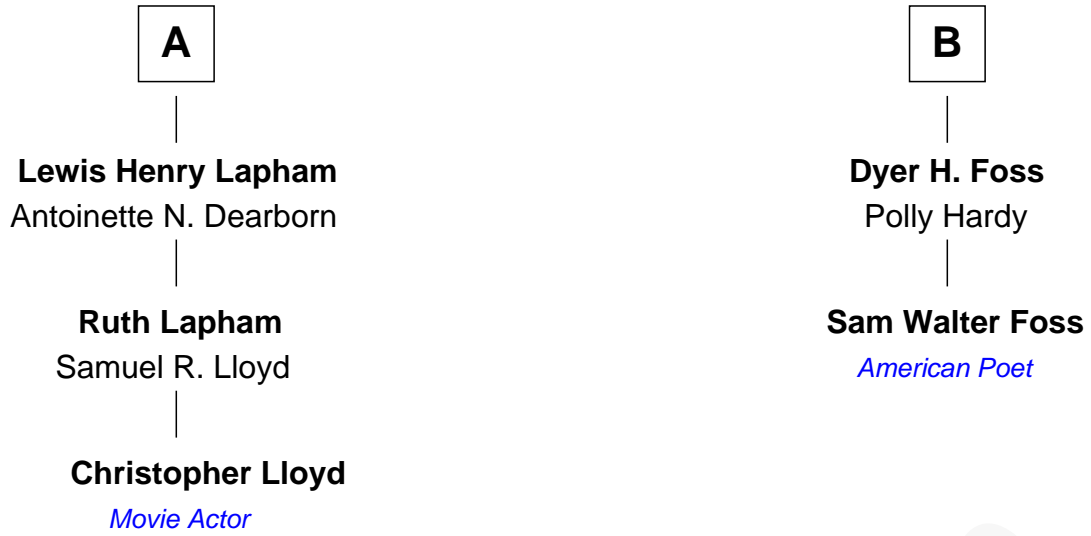 A
Lewis Henry Lapham
Antoinette N. Dearborn
Ruth Lapham
Samuel R. Lloyd
Christopher Lloyd
Movie Actor
B
Dyer H. Foss
Polly Hardy
Sam Walter Foss
American Poet